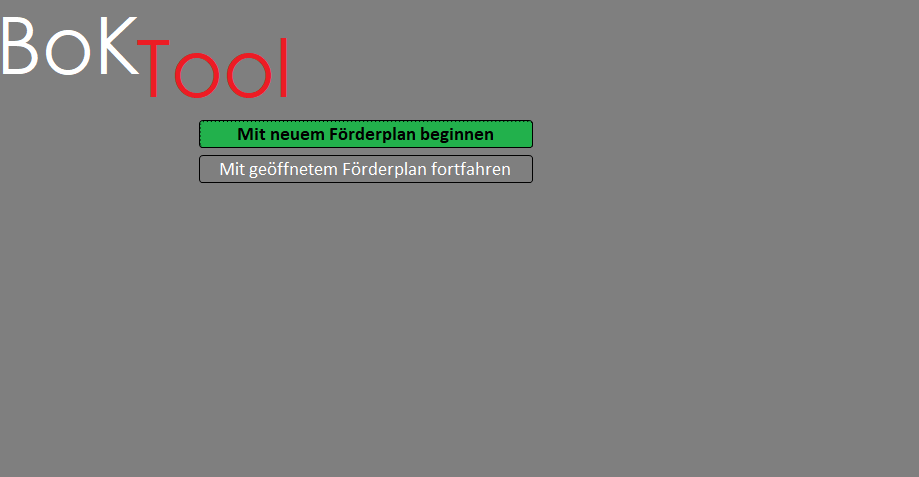 BoKTool
Mit neuem Förderplan beginnen
Mit geöffnetem Förderplan fortfahren